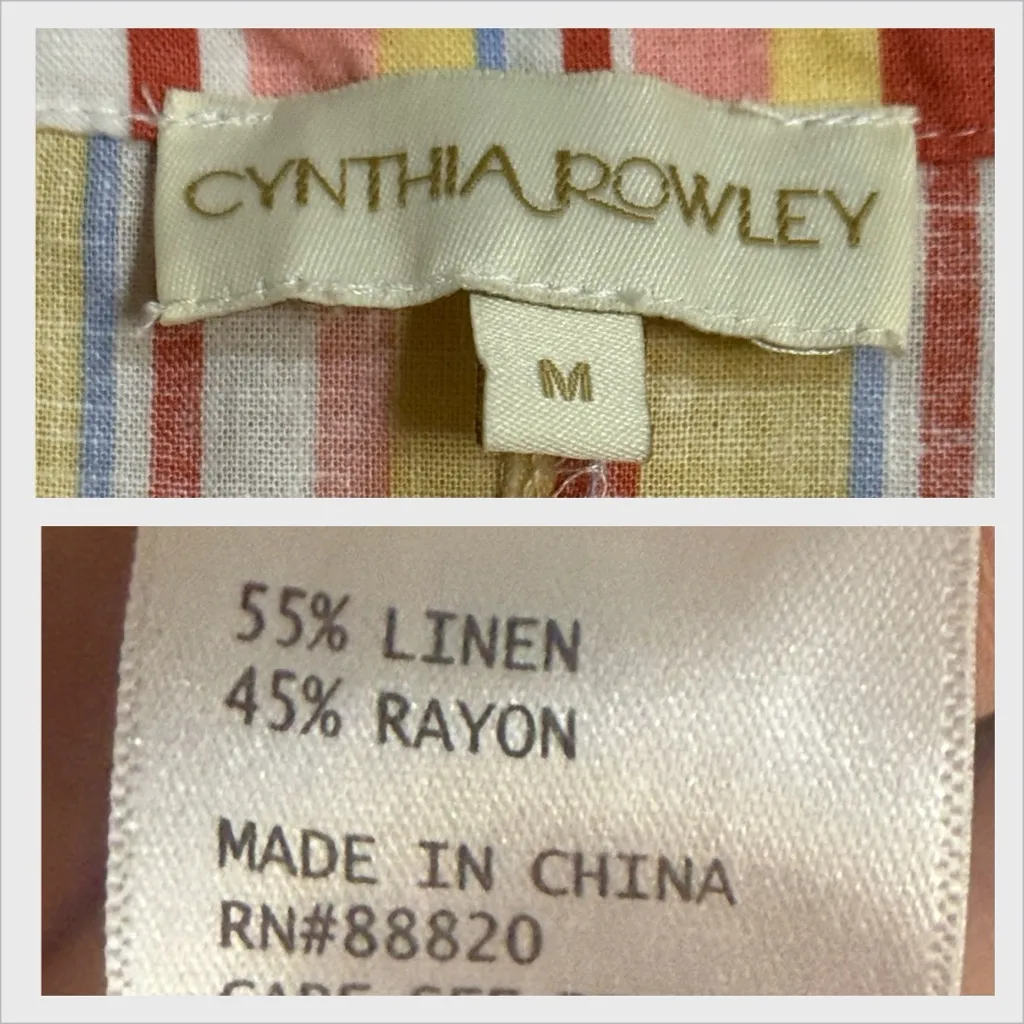 CYNTHIA ROWLEY
M
55% LINEN
45% RAYON
MADE IN CHINA
RN#88820